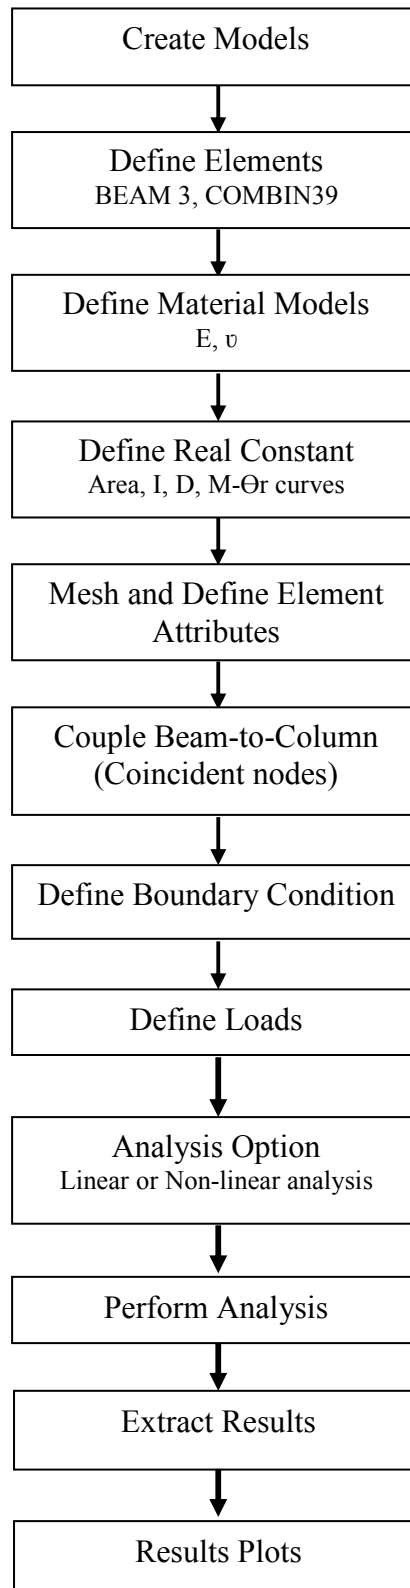 Create Models
Define Elements
BEAM 3, COMBIN39
Define Material Models
E, ʋ
Define Real Constant
Area, I, D, M-Ɵr curves
Mesh and Define Element
Attributes
Couple Beam-to-Column
(Coincident nodes)
Define Boundary Condition
Define Loads
Analysis Option
Linear or Non-linear analysis
Perform Analysis
Extract Results
Results Plots